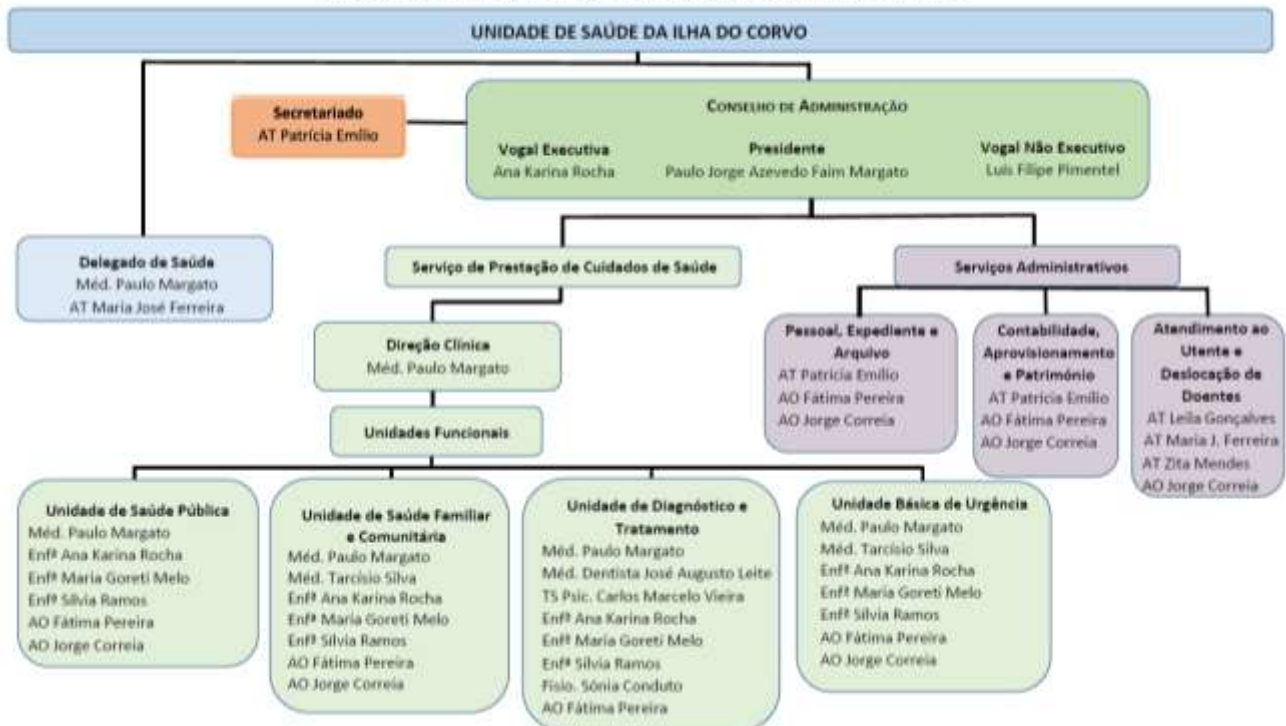 UNIDADE DE SAÚDE DA ILHA DO CORVO
CONSELHO DE ADMINISTRAÇÃO
Secretariado
AT Patrícia Emílio
Vogal Executiva
Ana Karina Rocha
Presidente
Paulo Jorge Azevedo Faim Margato
Vogal Não Executivo
Luís Filipe Pimentel
Delegado de Saúde
Méd. Paulo Margato
AT Maria José Ferreira
Serviço de Prestação de Cuidados de Saúde
Serviços Administrativos
Direção Clínica
Méd. Paulo Margato
Unidades Funcionais
Pessoal, Expediente e
Arquivo
AT Patrícia Emílio
AO Fátima Pereira
AO Jorge Correia
Contabilidade,
Aprovisionamento
e Património
AT Patrícia Emílio
AO Fátima Pereira
AO Jorge Correia
Atendimento ao
Utente e
Deslocação de
Doentes
AT Leila Gonçalves
AT Maria J. Ferreira
AT Zita Mendes
AO Jorge Correia
Unidade de Saúde Pública
Méd. Paulo Margato
Enfª Ana Karina Rocha
Enfª Maria Goreti Melo
Enfª Sílvia Ramos
AO Fátima Pereira
AO Jorge Correia
Unidade de Saúde Familiar
e Comunitária
Méd. Paulo Margato
Méd. Tarcísio Silva
Enfª Ana Karina Rocha
Enfª Maria Goreti Melo
Enfª Sílvia Ramos
AO Fátima Pereira
AO Jorge Correia
Unidade de Diagnóstico e
Tratamento
Méd. Paulo Margato
Méd. Dentista José Augusto Leite
TS Psic. Carlos Marcelo Vieira
Enfª Ana Karina Rocha
Enfª Maria Goreti Melo
Enfª Sílvia Ramos
Fisio. Sónia Conduto
AO Fátima Pereira
Unidade Básica de Urgência
Méd. Paulo Margato
Méd. Tarcísio Silva
Enfª Ana Karina Rocha
Enfª Maria Goreti Melo
Enfª Sílvia Ramos
AO Fátima Pereira
AO Jorge Correia